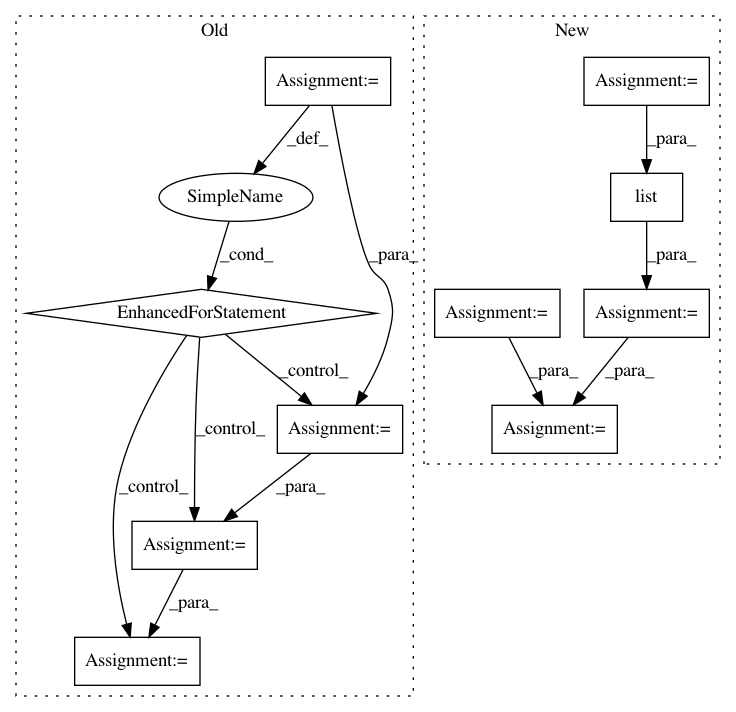 Old
New
Assignment:=
Assignment:=
_def_
_para_
SimpleName
list
_cond_
_para_
_para_
EnhancedForStatement
Assignment:=
Assignment:=
_control_
_para_
_para_
_control_
Assignment:=
Assignment:=
_control_
_para_
Assignment:=
_para_
Assignment:=